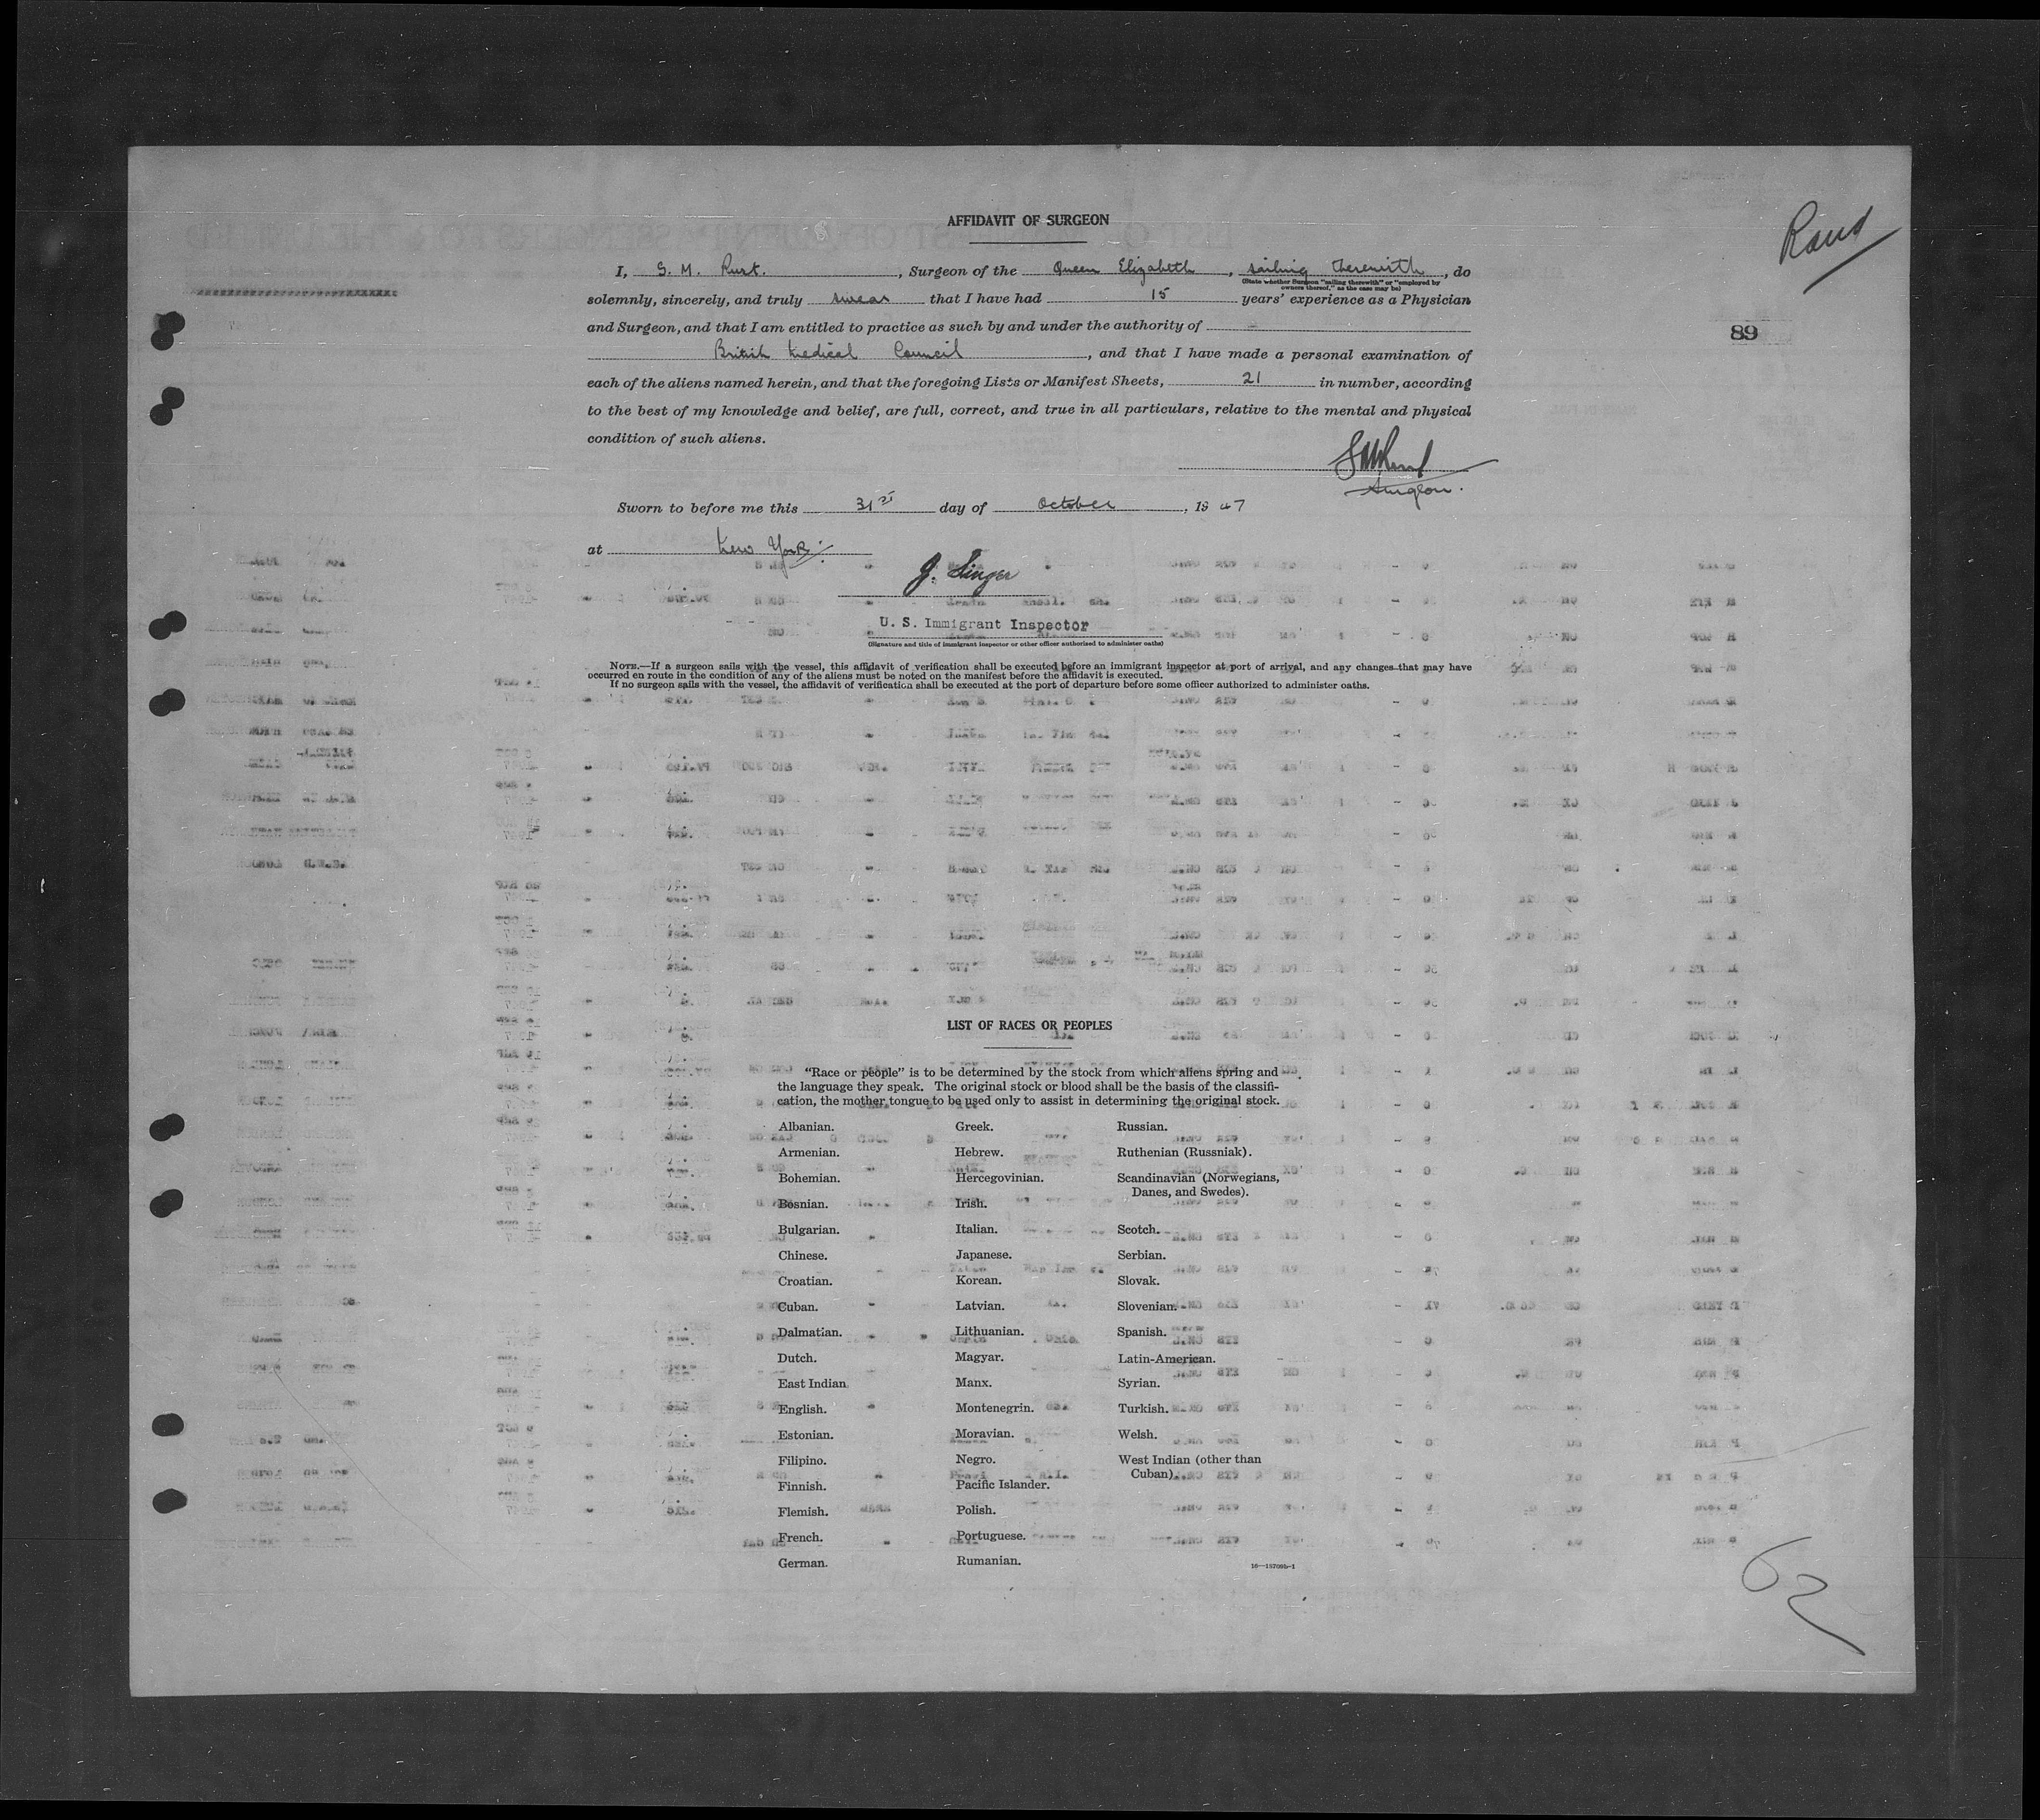 AFFIDAVIT OF SURGEON
I, S. M. Rust. , Surgeon of the Queen Elizabeth , sailing therewith , do
(State whether Surgeon "sailing therewith" or "employed by
owners thereof," as the case may be)
solemnly, sincerely, and truly swear that I have had 15 years' experience as a Physician
and Surgeon, and that I am entitled to practice as such by and under the authority of
British Medical Council , and that I have made a personal examination of
each of the aliens named herein, and that the foregoing Lists or Manifest Sheets, 21 in number, according
to the best of my knowledge and belief, are full, correct, and true in all particulars, relative to the mental and physical
condition of such aliens.
Surgeon.
Sworn to before me this 31st day of October , 1947
at New York.
J. Singer
U. S. Immigrant Inspector
(Signature and title of immigrant inspector or other officer authorized to administer oaths)
NOTE.—If a surgeon sails with the vessel, this affidavit of verification shall be executed before an immigrant inspector at port of arrival, and any changes that may have
occurred en route in the condition of any of the aliens must be noted on the manifest before the affidavit is executed.
If no surgeon sails with the vessel, the affidavit of verification shall be executed at the port of departure before some officer authorized to administer oaths.
89
LIST OF RACES OR PEOPLES
"Race or people" is to be determined by the stock from which aliens spring and
the language they speak. The original stock or blood shall be the basis of the classifi-
cation, the mother tongue to be used only to assist in determining the original stock.
Albanian.
Armenian.
Bohemian.
Bosnian.
Bulgarian.
Chinese.
Croatian.
Cuban.
Dalmatian.
Dutch.
East Indian
English.
Estonian.
Filipino.
Finnish.
Flemish.
French.
German.
Greek.
Hebrew.
Hercegovinian.
Irish.
Italian.
Japanese.
Korean.
Latvian.
Lithuanian.
Magyar.
Manx.
Montenegrin.
Moravian.
Negro.
Pacific Islander.
Polish.
Portuguese.
Rumanian.
Russian.
Ruthenian (Russniak).
Scandinavian (Norwegians,
Danes, and Swedes).
Scotch.
Serbian.
Slovak.
Slovenian.
Spanish.
Latin-American.
Syrian.
Turkish.
Welsh.
West Indian (other than
Cuban).
16—15709b-1
62